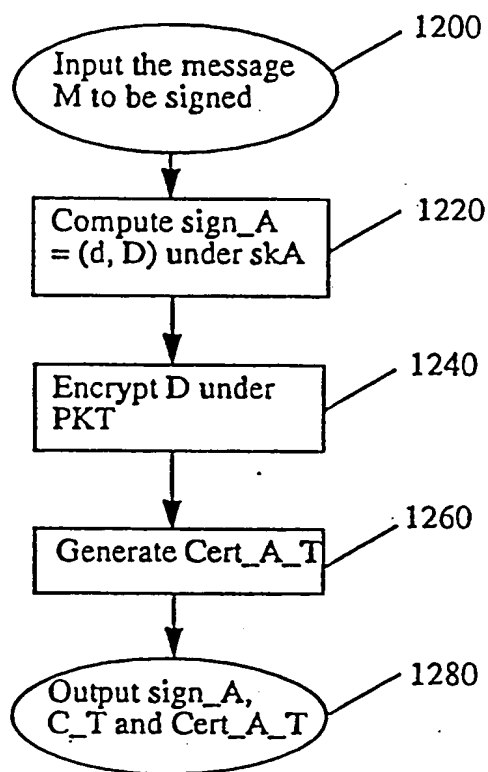 1200
Input the message
M to be signed
1220
Compute sign_A
= (d, D) under skA
1240
Encrypt D under
PKT
1260
Generate Cert_A_T
1280
Output sign_A,
C_T and Cert_A_T